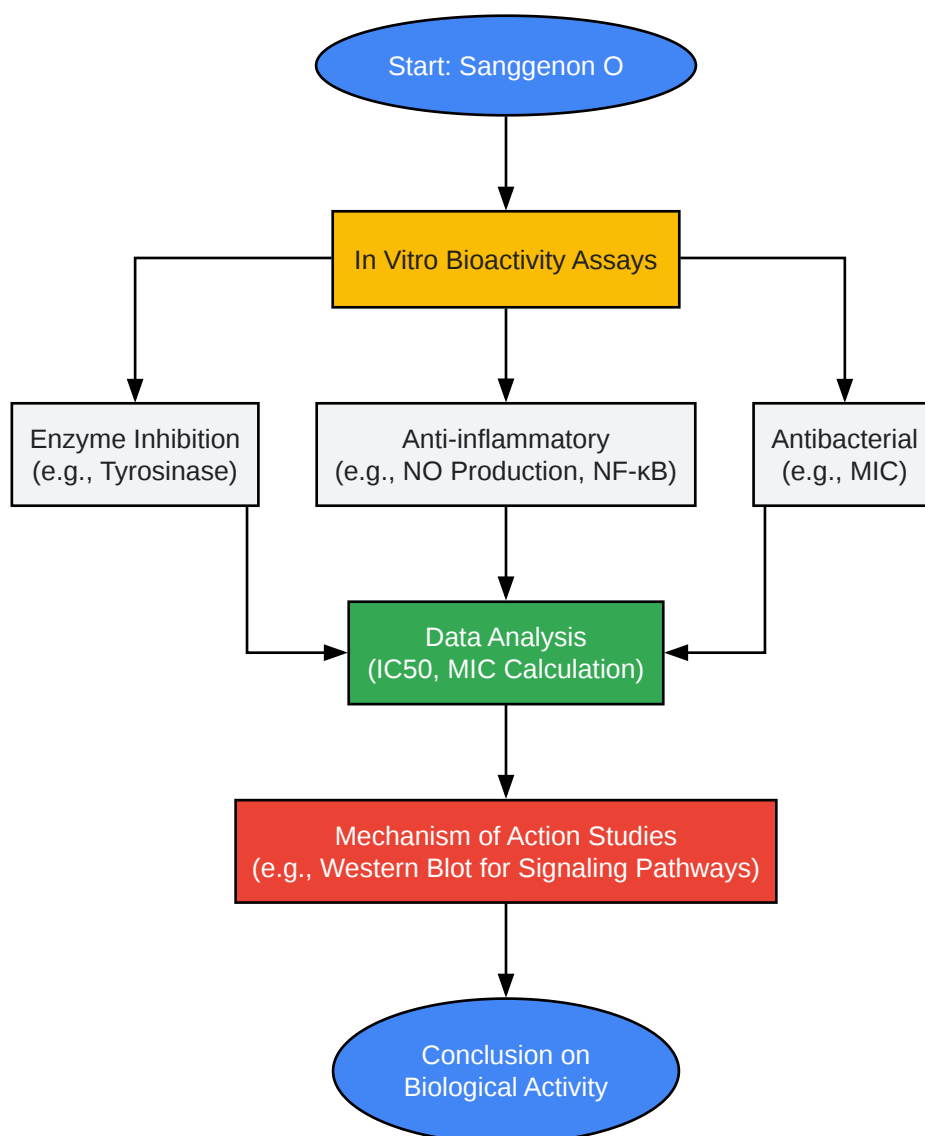 Start: Sanggenon O
In Vitro Bioactivity Assays
Enzyme Inhibition
(e.g., Tyrosinase)
Anti-inflammatory
(e.g., NO Production, NF-κB)
Antibacterial
(e.g., MIC)
Data Analysis
(IC50, MIC Calculation)
Mechanism of Action Studies
(e.g., Western Blot for Signaling Pathways)
Conclusion on
Biological Activity